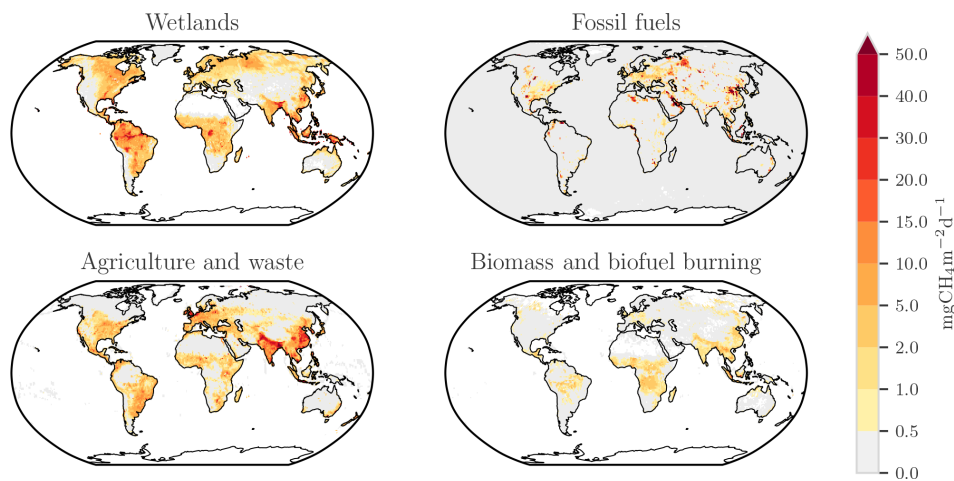 Wetlands
Fossil fuels
Agriculture and waste
Biomass and biofuel burning
50.0
40.0
30.0
20.0
15.0
10.0
5.0
2.0
1.0
0.5
0.0
mgCH₄m⁻²d⁻¹